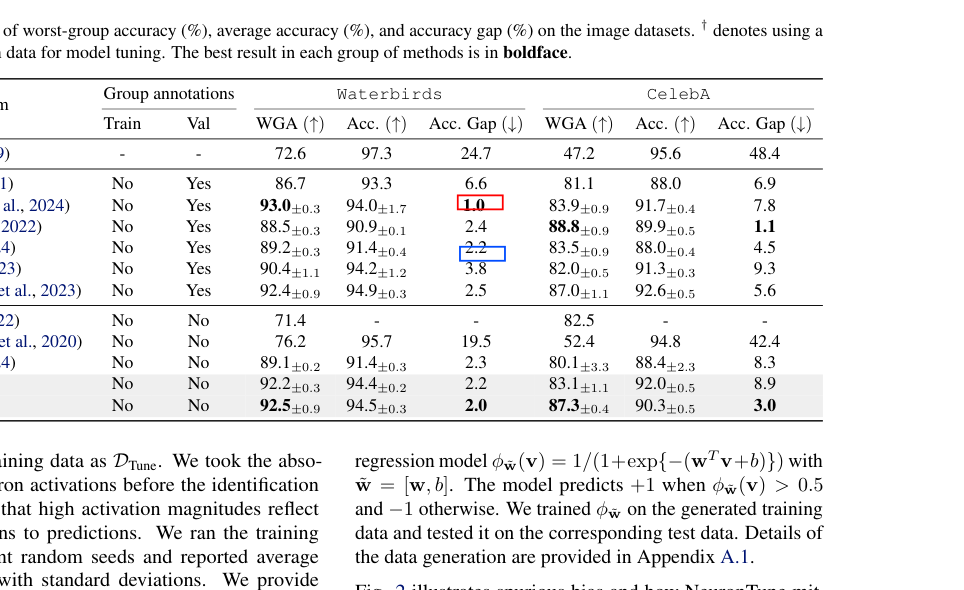 of worst-group accuracy (%), average accuracy (%), and accuracy gap (%) on the image datasets. † denotes using a
data for model tuning. The best result in each group of methods is in boldface.
Group annotations Waterbirds CelebA
Train Val WGA (↑) Acc. (↑) Acc. Gap (↓) WGA (↑) Acc. (↑) Acc. Gap (↓)
9) - - 72.6 97.3 24.7 47.2 95.6 48.4
1) No Yes 86.7 93.3 6.6 81.1 88.0 6.9
al., 2024) No Yes 93.0±0.3 94.0±1.7 1.0 83.9±0.9 91.7±0.4 7.8
2022) No Yes 88.5±0.3 90.9±0.1 2.4 88.8±0.9 89.9±0.5 1.1
4) No Yes 89.2±0.3 91.4±0.4 2.2 83.5±0.9 88.0±0.4 4.5
23) No Yes 90.4±1.1 94.2±1.2 3.8 82.0±0.5 91.3±0.3 9.3
et al., 2023) No Yes 92.4±0.9 94.9±0.3 2.5 87.0±1.1 92.6±0.5 5.6
22) No No 71.4 - - 82.5 - -
et al., 2020) No No 76.2 95.7 19.5 52.4 94.8 42.4
4) No No 89.1±0.2 91.4±0.3 2.3 80.1±3.3 88.4±2.3 8.3
No No 92.2±0.3 94.4±0.2 2.2 83.1±1.1 92.0±0.5 8.9
No No 92.5±0.9 94.5±0.3 2.0 87.3±0.4 90.3±0.5 3.0
aining data as 𝒟Tune. We took the abso-
ron activations before the identification
that high activation magnitudes reflect
ns to predictions. We ran the training
nt random seeds and reported average
with standard deviations. We provide
regression model ϕw̃(v) = 1/(1+exp{−(wᵀv+b)}) with
w̃ = [w, b]. The model predicts +1 when ϕw̃(v) > 0.5
and −1 otherwise. We trained ϕw̃ on the generated training
data and tested it on the corresponding test data. Details of
the data generation are provided in Appendix A.1.
Fig. 2 illustrates spurious bias and how NeuronTune mit-